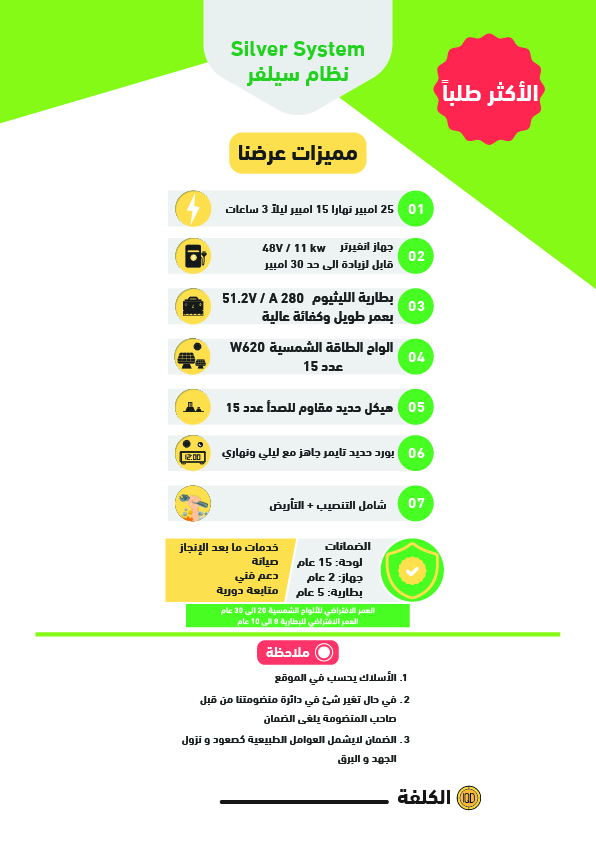 Silver System
نظام سيلفر
الأكثر طلباً
مميزات عرضنا
01 25 امبير نهارا 15 امبير ليلاً 3 ساعات
02 جهاز انفيرتر 48V / 11 kw
قابل لزيادة الى حد 30 امبير
03 بطارية الليثيوم 51.2V / A 280
بعمر طويل وكفائة عالية
04 الواح الطاقة الشمسية W620
عدد 15
05 هيكل حديد مقاوم للصدأ عدد 15
06 بورد حديد تايمر جاهز مع ليلي ونهاري
12:00
07 شامل التنصيب + التأريض
الضمانات
لوحة: 15 عام
جهاز: 2 عام
بطارية: 5 عام
خدمات ما بعد الإنجاز
صيانة
دعم فني
متابعة دورية
العمر الافتراضي للألواح الشمسية 20 الى 30 عام
العمر الافتراضي للبطارية 8 الى 10 عام
ملاحظة
1. الأسلاك يحسب في الموقع
2. في حال تغير شئ في دائرة منضومتنا من قبل
صاحب المنضومة يلغى الضمان
3. الضمان لايشمل العوامل الطبيعية كصعود و نزول
الجهد و البرق
الكلفة
IQD